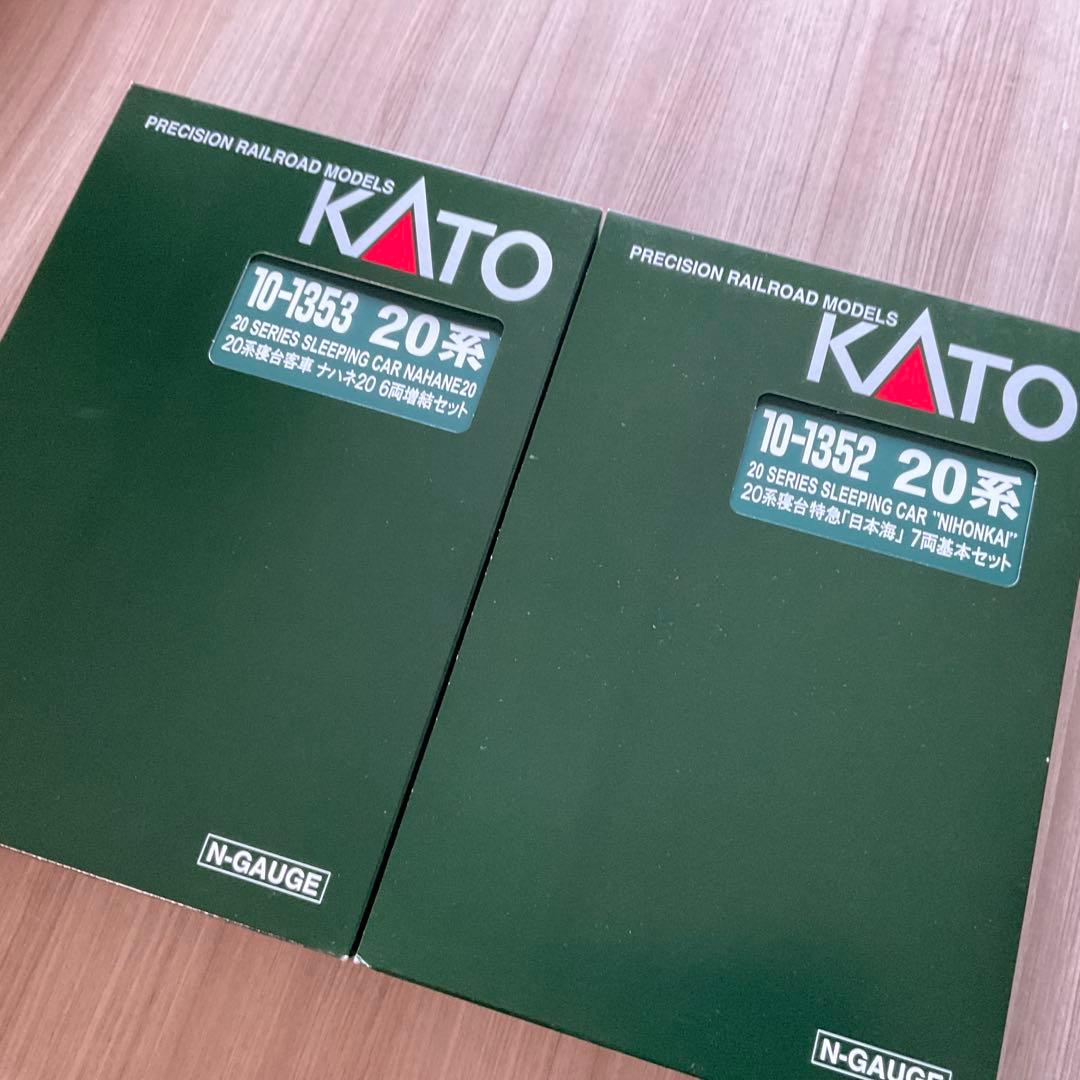 PRECISION RAILROAD MODELS
KATO
10-1353 20系
20 SERIES SLEEPING CAR NAHANE20
20系寝台客車 ナハネ20 6両増結セット
N-GAUGE
PRECISION RAILROAD MODELS
KATO
10-1352 20系
20 SERIES SLEEPING CAR "NIHONKAI"
20系寝台特急「日本海」 7両基本セット
N-GAUGE